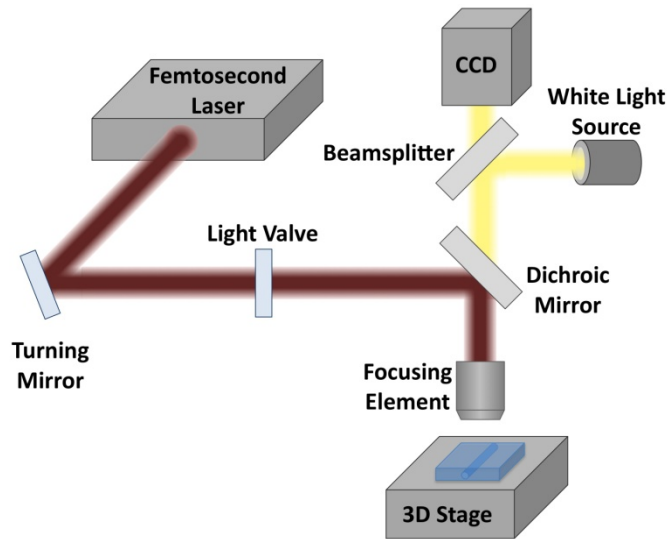 Femtosecond
Laser
CCD
White Light
Source
Beamsplitter
Light Valve
Dichroic
Mirror
Turning
Mirror
Focusing
Element
3D Stage